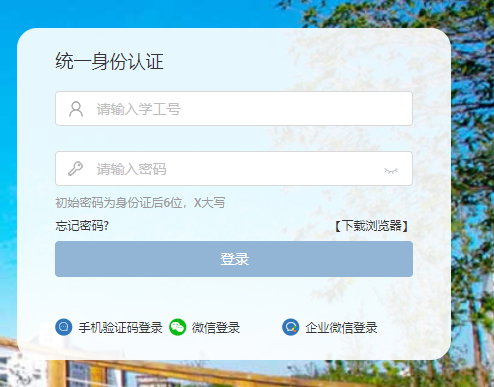 统一身份认证
请输入学工号
请输入密码
初始密码为身份证后6位，X大写
忘记密码? 【下载浏览器】
登录
手机验证码登录 微信登录 企业微信登录